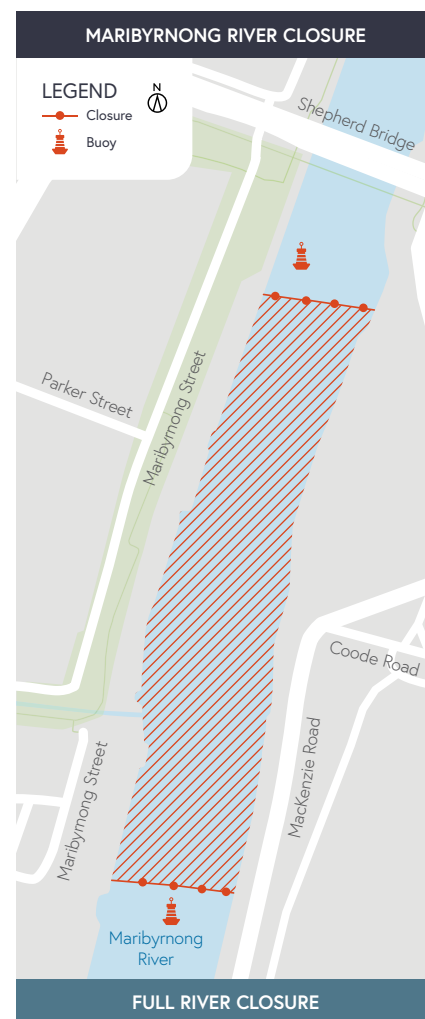 MARIBYRNONG RIVER CLOSURE
LEGEND
N
Closure
Buoy
Shepherd Bridge
Parker Street
Maribyrnong Street
Coode Road
MacKenzie Road
Maribyrnong Street
Maribyrnong
River
FULL RIVER CLOSURE